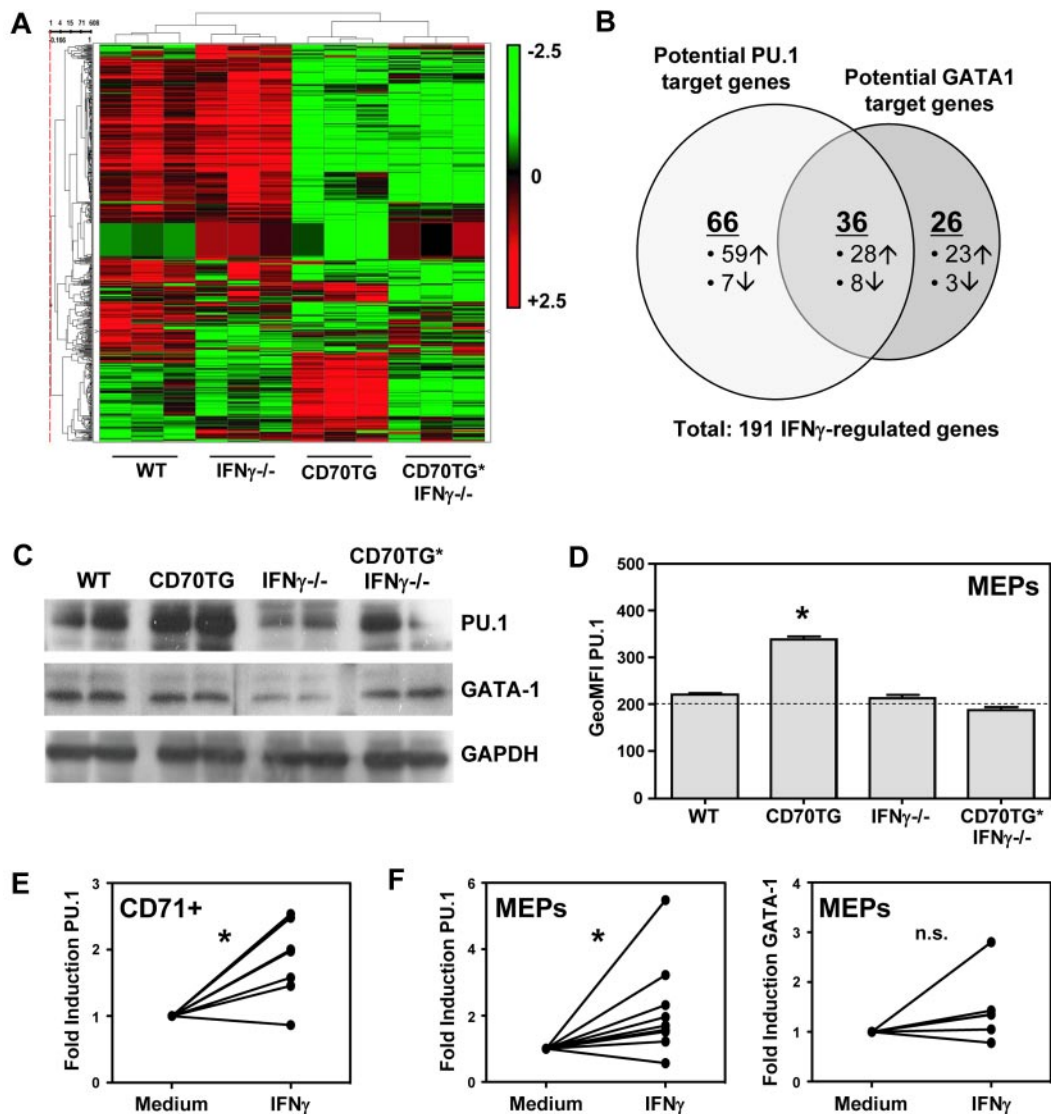 A
1 4 15 71 608
-0.166 1
-2.5
0
+2.5
WT
IFNγ-/-
CD70TG
CD70TG*
IFNγ-/-
B
Potential PU.1
target genes
Potential GATA1
target genes
66
• 59↑
• 7↓
36
• 28↑
• 8↓
26
• 23↑
• 3↓
Total: 191 IFNγ-regulated genes
C
WT
CD70TG
IFNγ-/-
CD70TG*
IFNγ-/-
PU.1
GATA-1
GAPDH
D
MEPs
GeoMFI PU.1
500
400
300
200
100
0
*
WT
CD70TG
IFNγ-/-
CD70TG*
IFNγ-/-
E
CD71+
Fold Induction PU.1
3
2
1
0
*
Medium
IFNγ
F
MEPs
Fold Induction PU.1
6
4
2
0
*
Medium
IFNγ
MEPs
Fold Induction GATA-1
4
3
2
1
0
n.s.
Medium
IFNγ